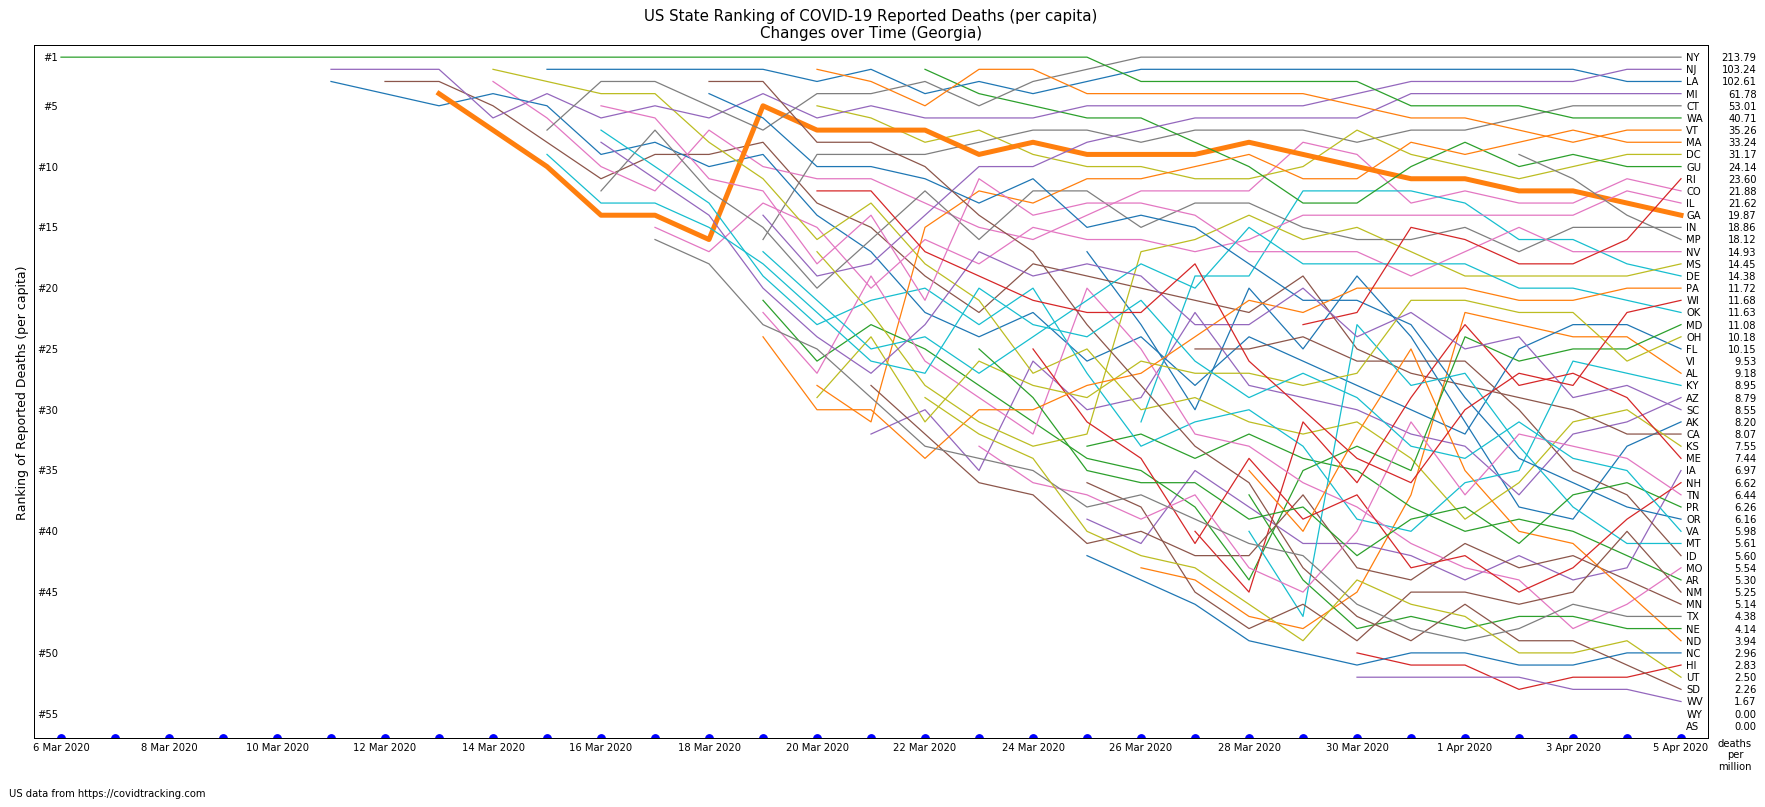 US State Ranking of COVID-19 Reported Deaths (per capita)
Changes over Time (Georgia)
Ranking of Reported Deaths (per capita)
#1
#5
#10
#15
#20
#25
#30
#35
#40
#45
#50
#55
NY 213.79
NJ 103.24
LA 102.61
MI 61.78
CT 53.01
WA 40.71
VT 35.26
MA 33.24
DC 31.17
GU 24.14
RI 23.60
CO 21.88
IL 21.62
GA 19.87
IN 18.86
MP 18.12
NV 14.93
MS 14.45
DE 14.38
PA 11.72
WI 11.68
OK 11.63
MD 11.08
OH 10.18
FL 10.15
VI 9.53
AL 9.18
KY 8.95
AZ 8.79
SC 8.55
AK 8.20
CA 8.07
KS 7.55
ME 7.44
IA 6.97
NH 6.62
TN 6.44
PR 6.26
OR 6.16
VA 5.98
MT 5.61
ID 5.60
MO 5.54
AR 5.30
NM 5.25
MN 5.14
TX 4.38
NE 4.14
ND 3.94
NC 2.96
HI 2.83
UT 2.50
SD 2.26
WV 1.67
WY 0.00
AS 0.00
6 Mar 2020 8 Mar 2020 10 Mar 2020 12 Mar 2020 14 Mar 2020 16 Mar 2020 18 Mar 2020 20 Mar 2020 22 Mar 2020 24 Mar 2020 26 Mar 2020 28 Mar 2020 30 Mar 2020 1 Apr 2020 3 Apr 2020 5 Apr 2020
deaths
per
million
US data from https://covidtracking.com